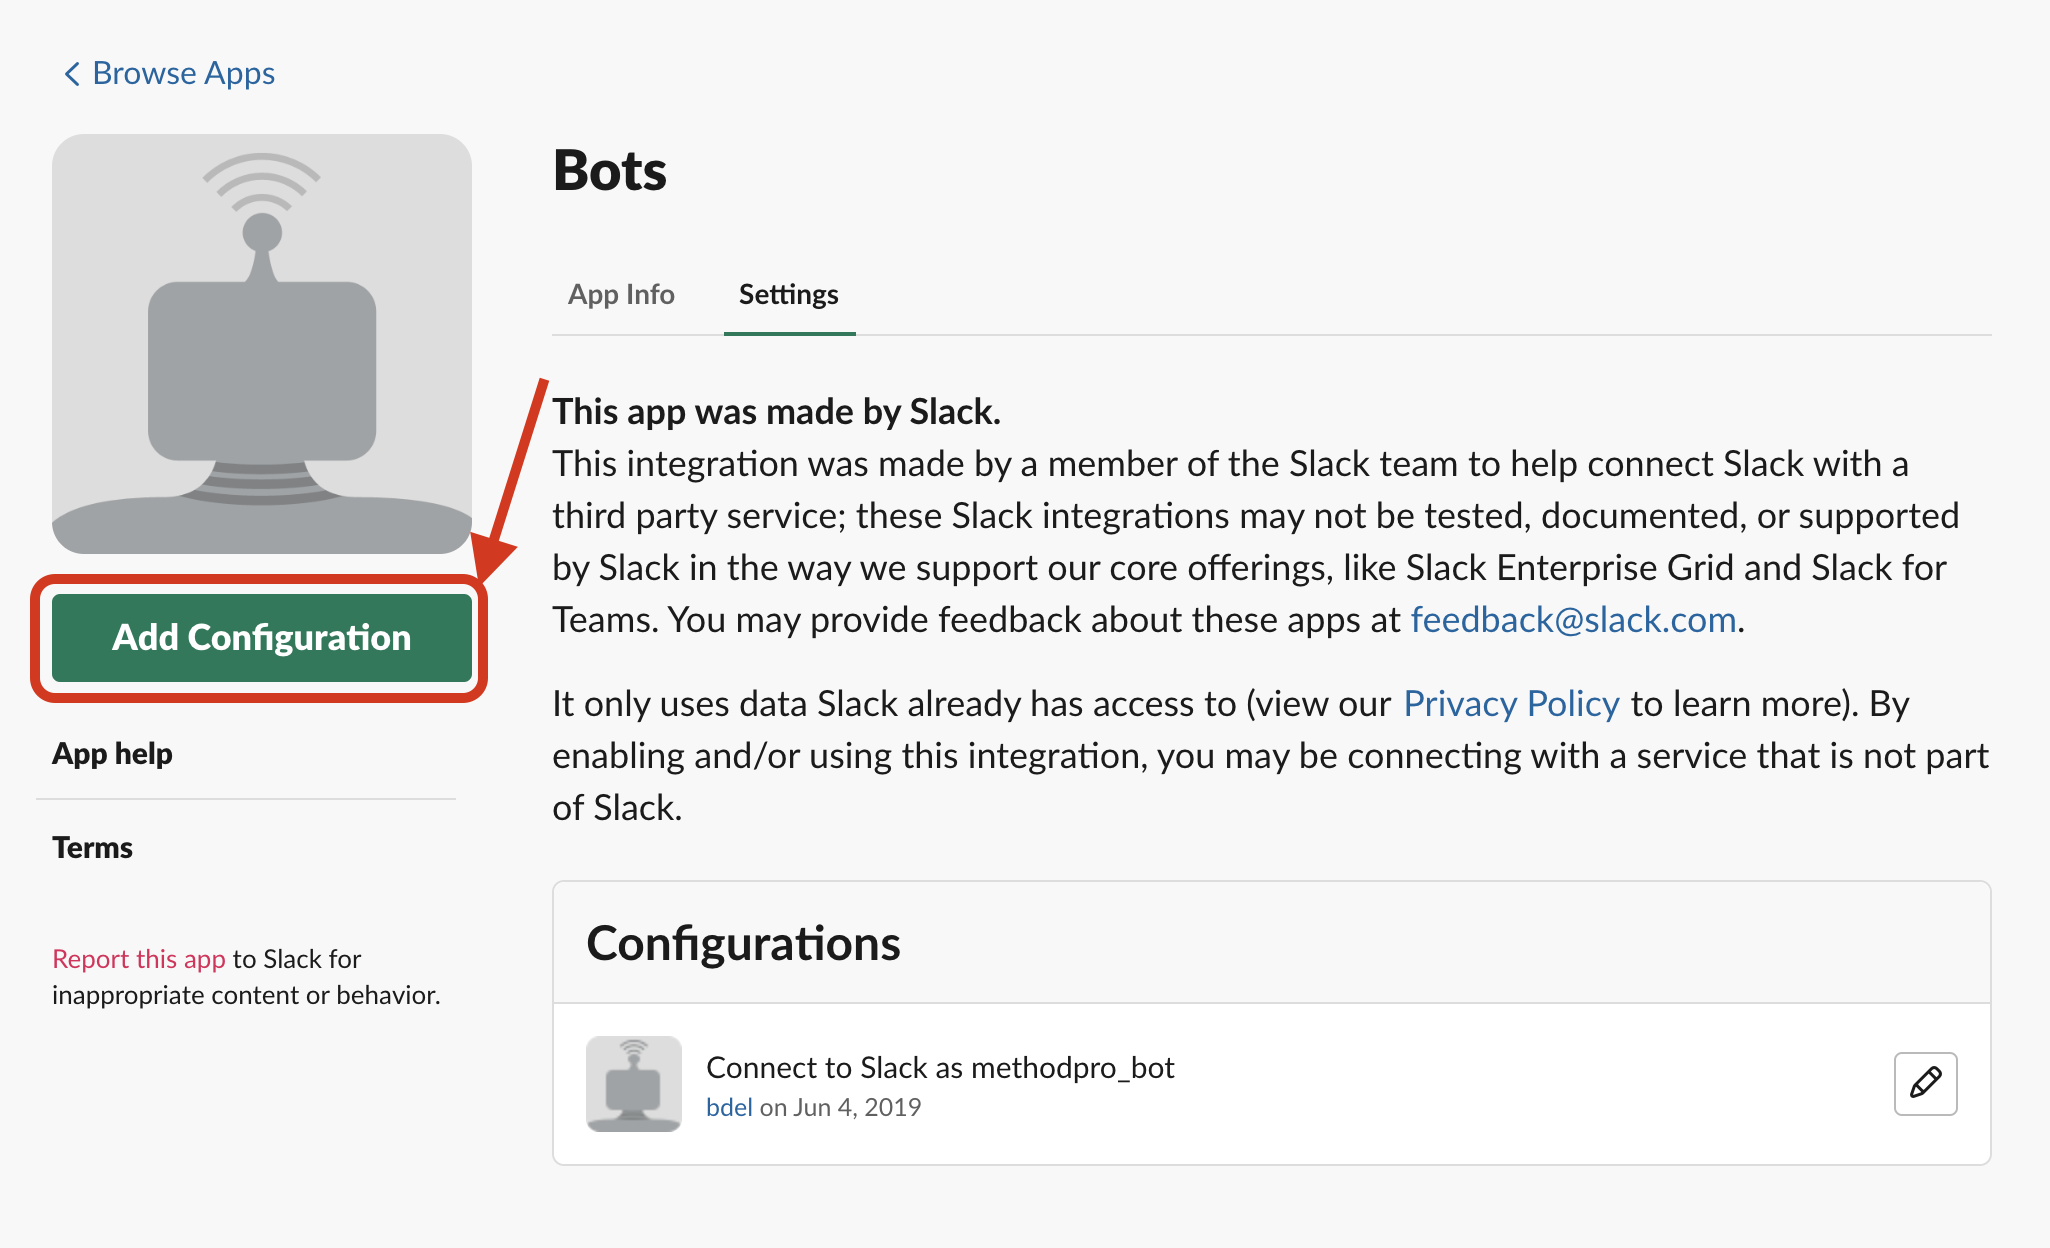 Browse Apps
Bots
App Info
Settings
This app was made by Slack.
This integration was made by a member of the Slack team to help connect Slack with a
third party service; these Slack integrations may not be tested, documented, or supported
by Slack in the way we support our core offerings, like Slack Enterprise Grid and Slack for
Teams. You may provide feedback about these apps at feedback@slack.com.
It only uses data Slack already has access to (view our Privacy Policy to learn more). By
enabling and/or using this integration, you may be connecting with a service that is not part
of Slack.
Add Configuration
App help
Terms
Report this app to Slack for
inappropriate content or behavior.
Configurations
Connect to Slack as methodpro_bot
bdel on Jun 4, 2019